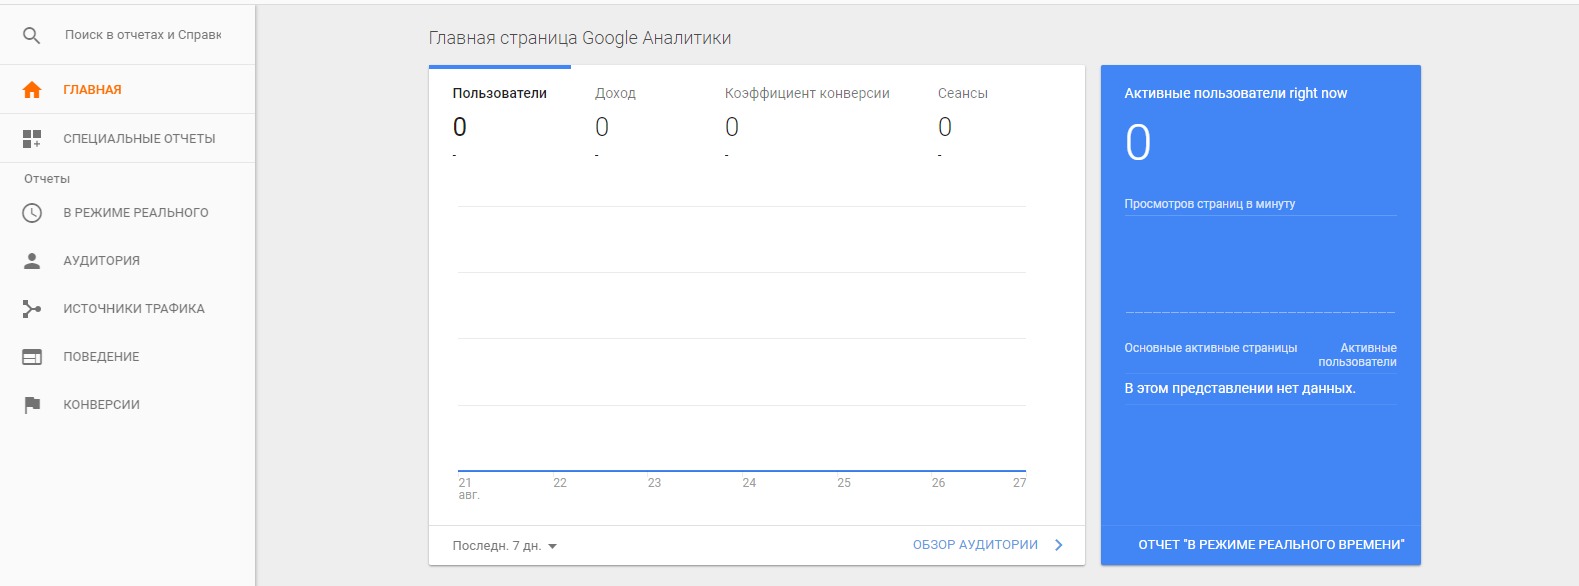 Поиск в отчетах и Справк
ГЛАВНАЯ
СПЕЦИАЛЬНЫЕ ОТЧЕТЫ
Отчеты
В РЕЖИМЕ РЕАЛЬНОГО
АУДИТОРИЯ
ИСТОЧНИКИ ТРАФИКА
ПОВЕДЕНИЕ
КОНВЕРСИИ
Главная страница Google Аналитики
Пользователи Доход Коэффициент конверсии Сеансы
0 0 0 0
- - - -
21 22 23 24 25 26 27
авг.
Последн. 7 дн. ОБЗОР АУДИТОРИИ
Активные пользователи right now
0
Просмотров страниц в минуту
Основные активные страницы Активные
пользователи
В этом представлении нет данных.
ОТЧЕТ "В РЕЖИМЕ РЕАЛЬНОГО ВРЕМЕНИ"